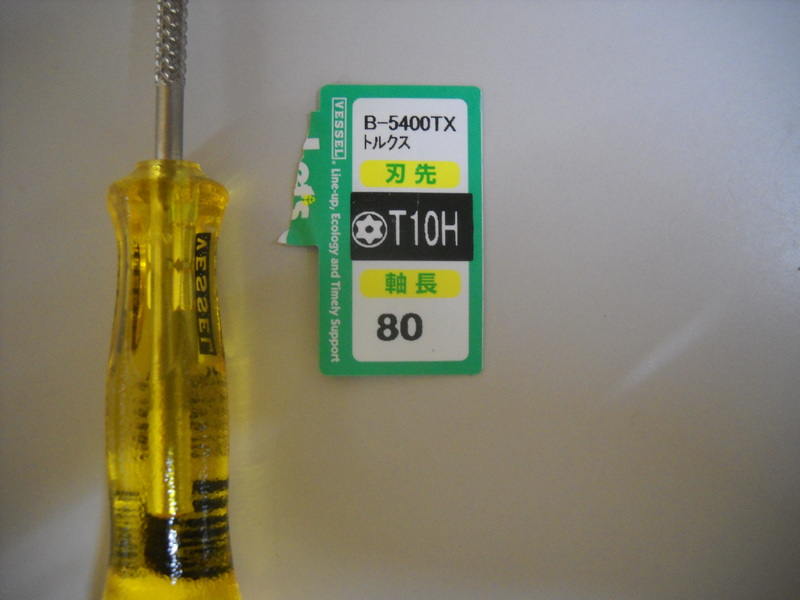 VESSEL
VESSEL
Line-up, Ecology and Timely Support
Let's
B-5400TX
トルクス
刃先
T10H
軸長
80